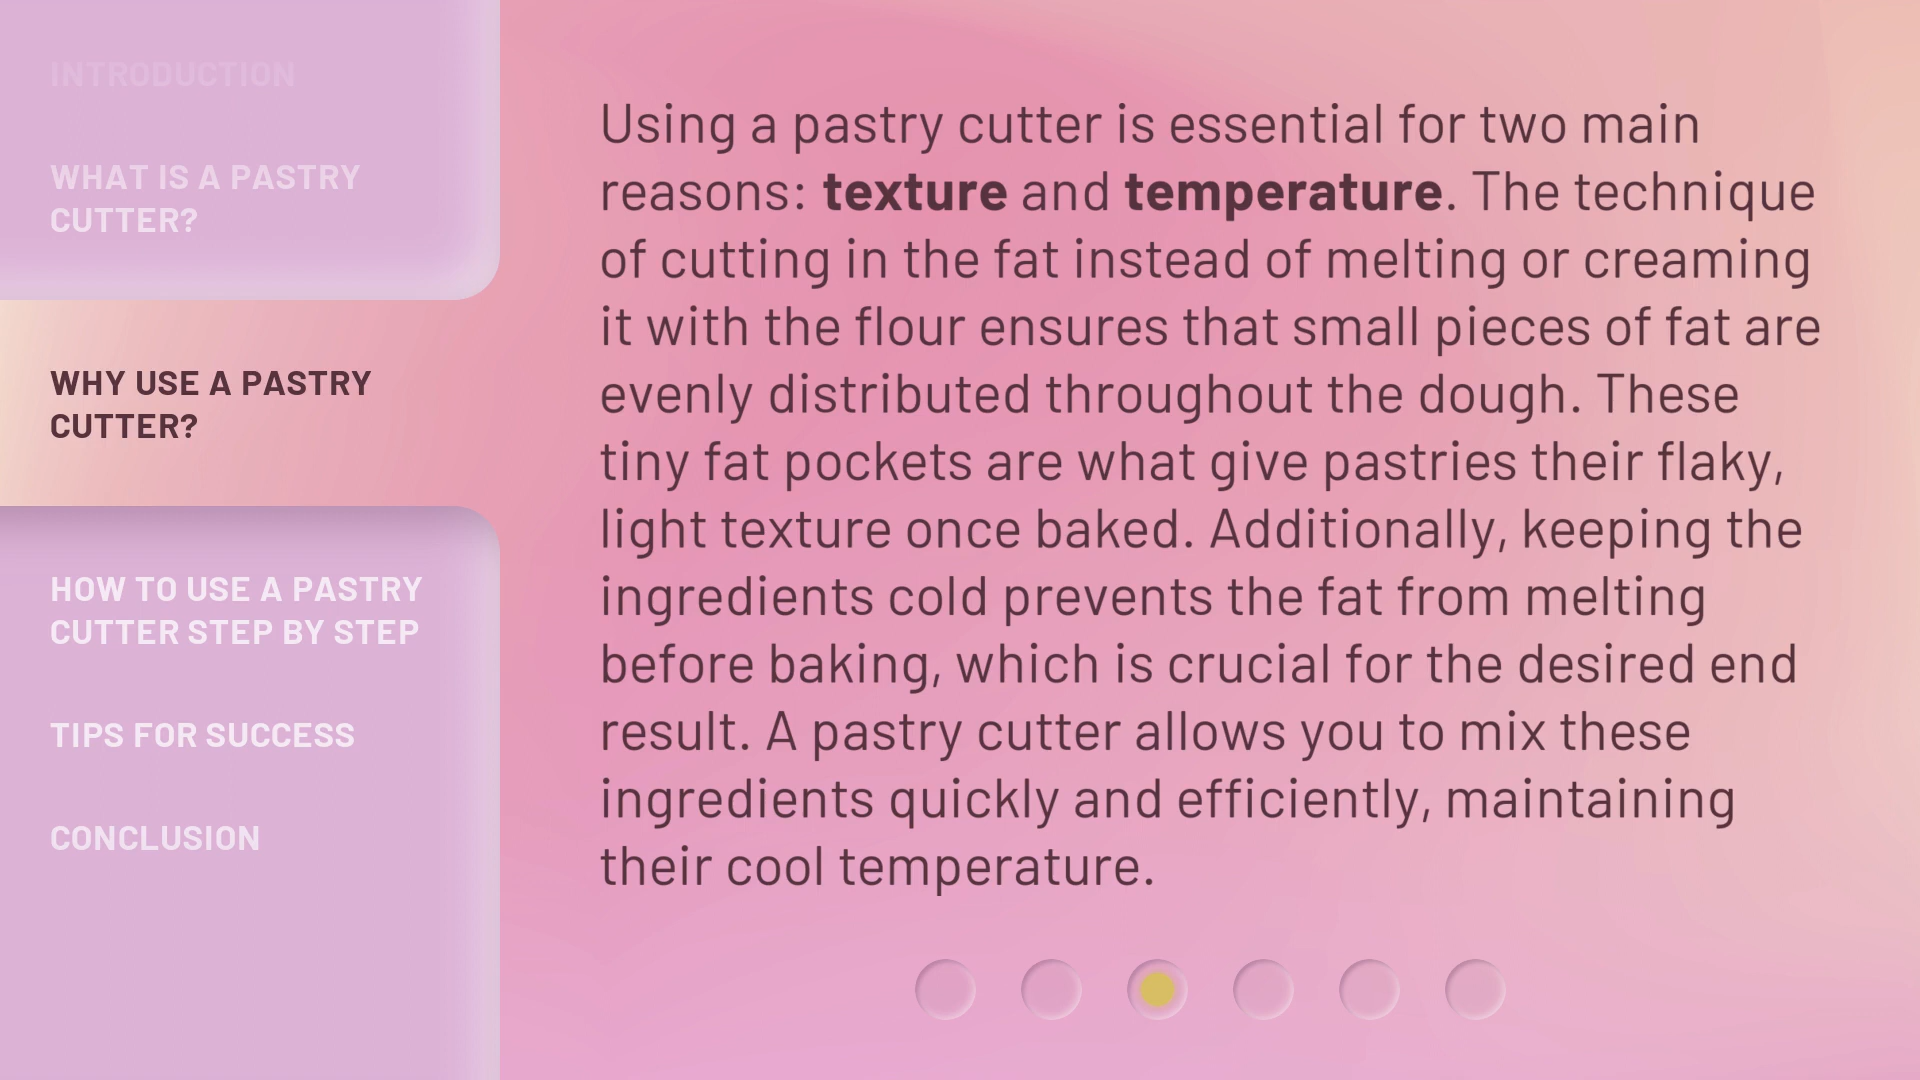 INTRODUCTION
WHAT IS A PASTRY
CUTTER?
WHY USE A PASTRY
CUTTER?
HOW TO USE A PASTRY
CUTTER STEP BY STEP
TIPS FOR SUCCESS
CONCLUSION
Using a pastry cutter is essential for two main
reasons: texture and temperature. The technique
of cutting in the fat instead of melting or creaming
it with the flour ensures that small pieces of fat are
evenly distributed throughout the dough. These
tiny fat pockets are what give pastries their flaky,
light texture once baked. Additionally, keeping the
ingredients cold prevents the fat from melting
before baking, which is crucial for the desired end
result. A pastry cutter allows you to mix these
ingredients quickly and efficiently, maintaining
their cool temperature.